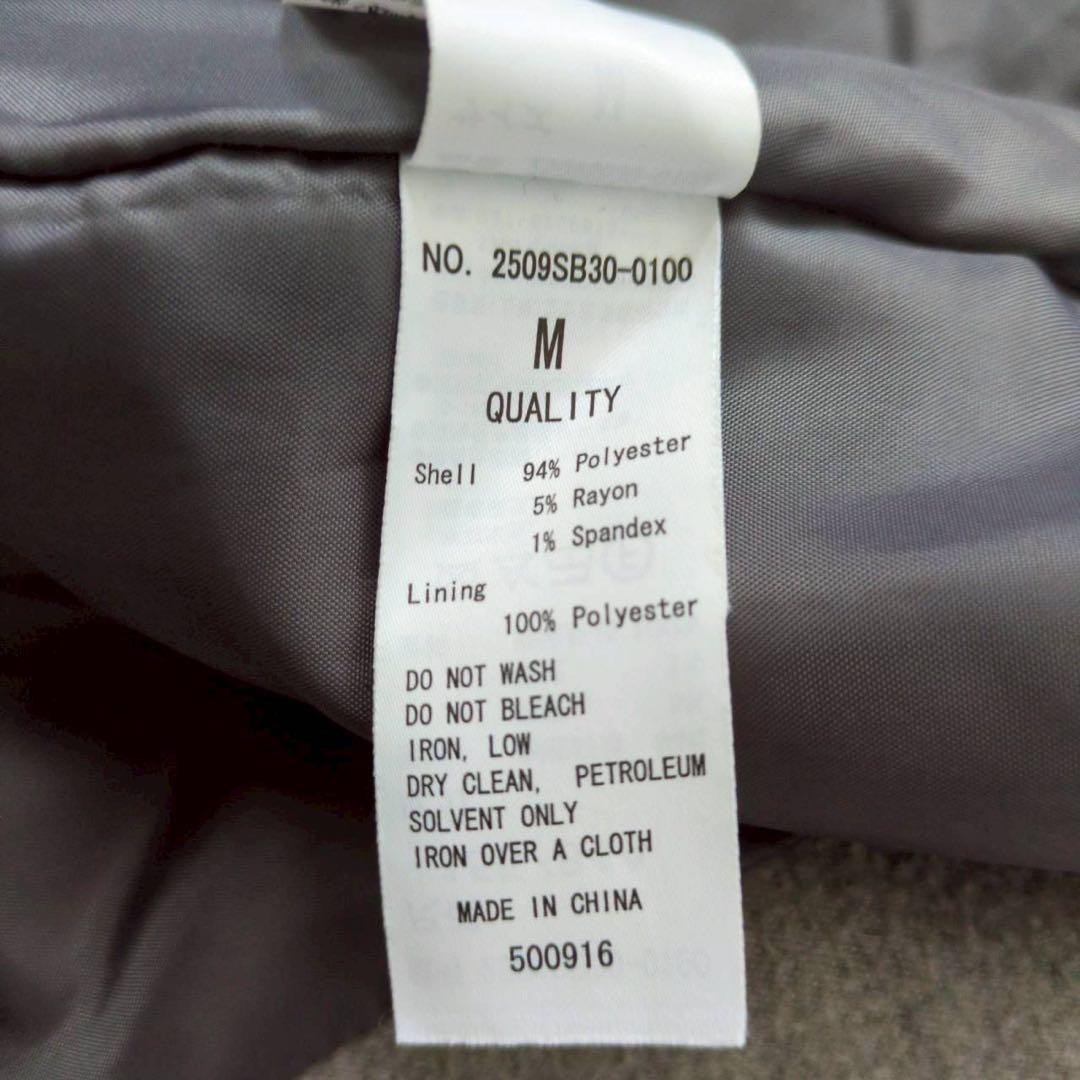 NO. 2509SB30-0100
M
QUALITY
Shell 94% Polyester
5% Rayon
1% Spandex
Lining
100% Polyester
DO NOT WASH
DO NOT BLEACH
IRON, LOW
DRY CLEAN, PETROLEUM
SOLVENT ONLY
IRON OVER A CLOTH
MADE IN CHINA
500916